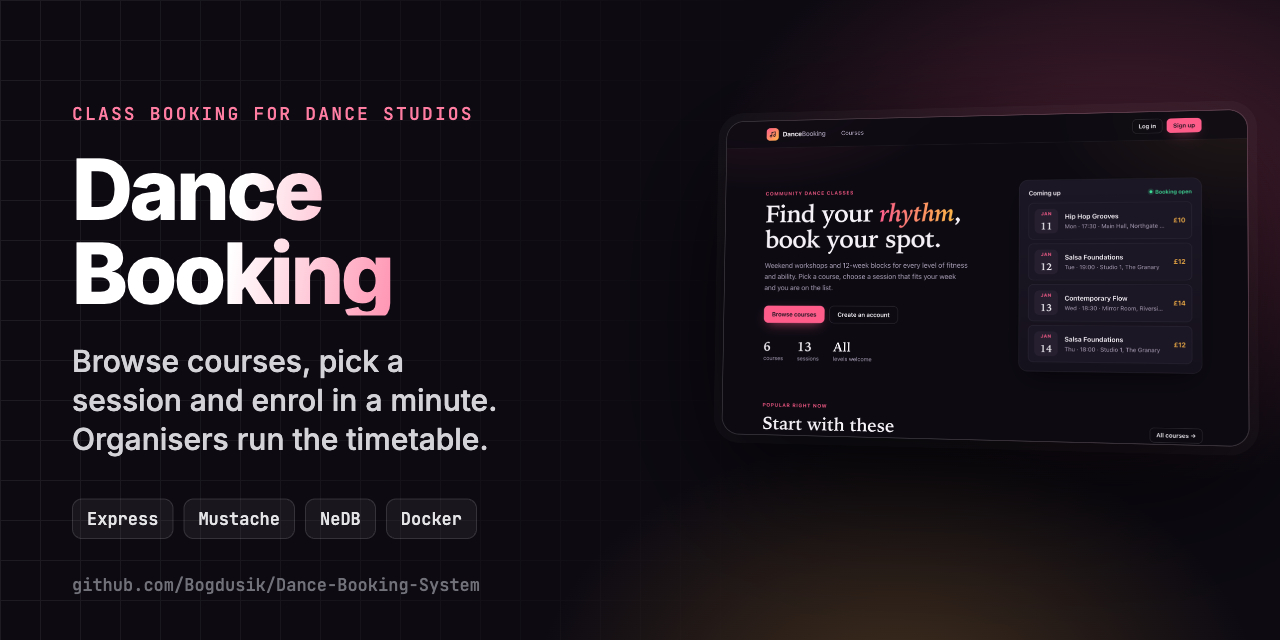 CLASS BOOKING FOR DANCE STUDIOS
Dance
Booking
Browse courses, pick a
session and enrol in a minute.
Organisers run the timetable.
Express
Mustache
NeDB
Docker
github.com/Bogdusik/Dance-Booking-System
DanceBooking
Courses
Log in
Sign up
COMMUNITY DANCE CLASSES
Find your rhythm,
book your spot.
Weekend workshops and 12-week blocks for every level of fitness
and ability. Pick a course, choose a session that fits your week
and you are on the list.
Browse courses
Create an account
6
courses
13
sessions
All
levels welcome
Coming up
Booking open
JAN
11
Hip Hop Grooves
Mon · 17:30 · Main Hall, Northgate ...
£10
JAN
12
Salsa Foundations
Tue · 19:00 · Studio 1, The Granary
£12
JAN
13
Contemporary Flow
Wed · 18:30 · Mirror Room, Riversi...
£14
JAN
14
Salsa Foundations
Thu · 18:00 · Studio 1, The Granary
£12
POPULAR RIGHT NOW
Start with these
All courses →